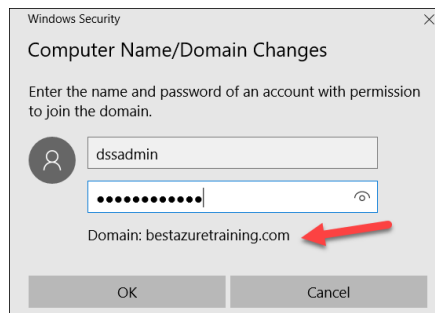 Windows Security
Computer Name/Domain Changes
Enter the name and password of an account with permission
to join the domain.
dssadmin
●●●●●●●●●●●●
Domain: bestazuretraining.com
OK
Cancel